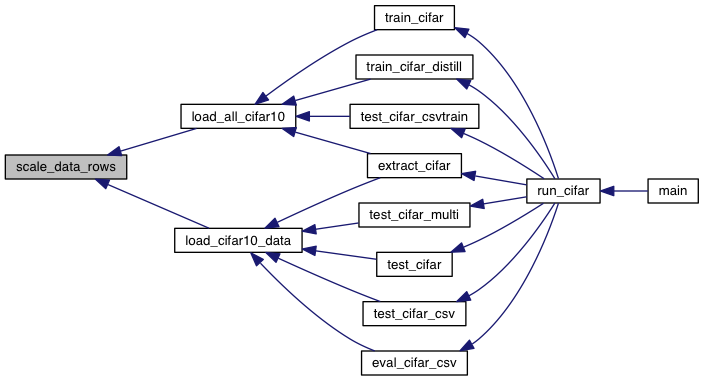 train_cifar
train_cifar_distill
load_all_cifar10
test_cifar_csvtrain
scale_data_rows
extract_cifar
run_cifar
main
test_cifar_multi
load_cifar10_data
test_cifar
test_cifar_csv
eval_cifar_csv